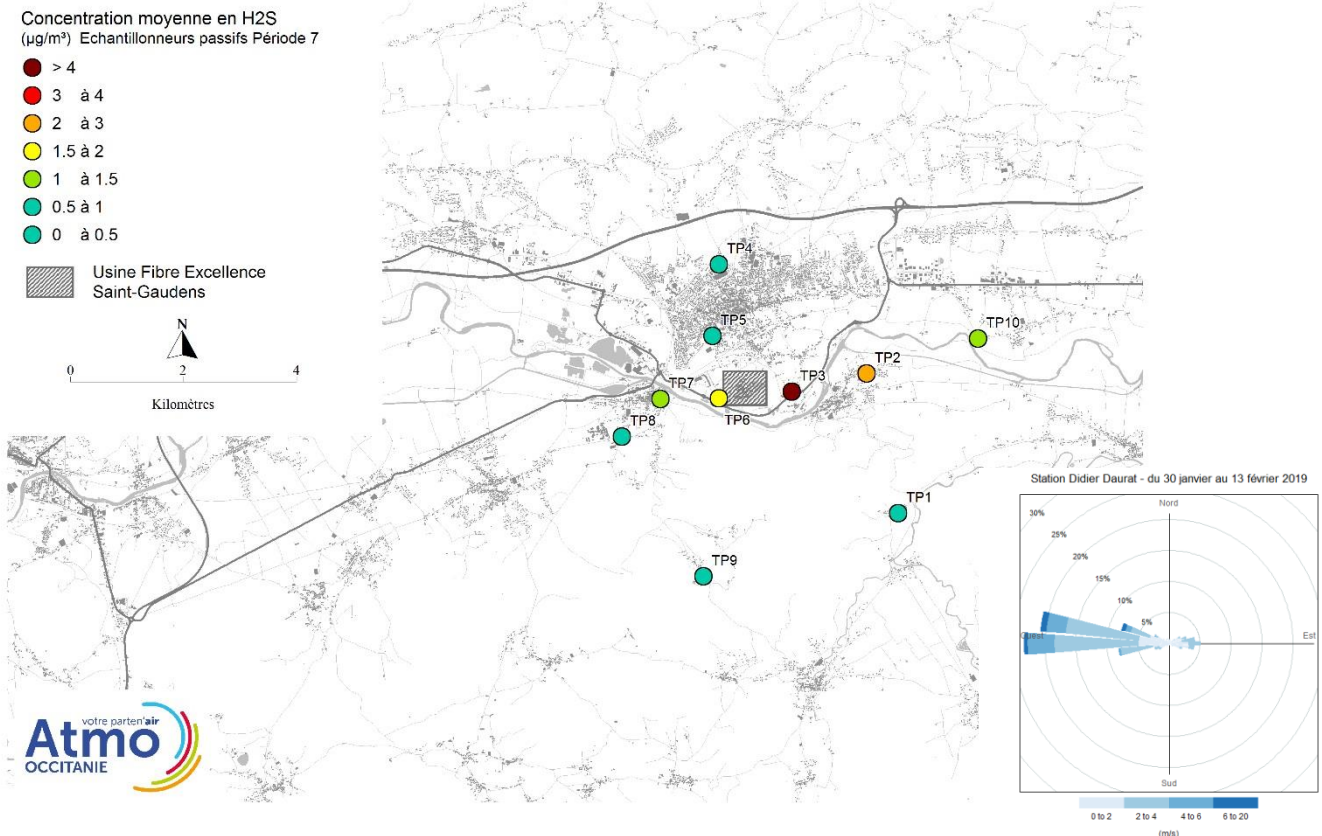 Concentration moyenne en H2S
(µg/m³) Echantillonneurs passifs Période 7
> 4
3 à 4
2 à 3
1.5 à 2
1 à 1.5
0.5 à 1
0 à 0.5
Usine Fibre Excellence
Saint-Gaudens
N
0 4
Kilomètres
TP4
TP5
TP10
TP2
TP3
TP7
TP6
TP8
TP1
TP9
Station Didier Daurat - du 30 janvier au 13 février 2019
Nord
30%
25%
20%
15%
10%
5%
Ouest
Est
Sud
0 to 2 2 to 4 4 to 6 6 to 20
(m/s)
votre parten'air
Atmo
OCCITANIE